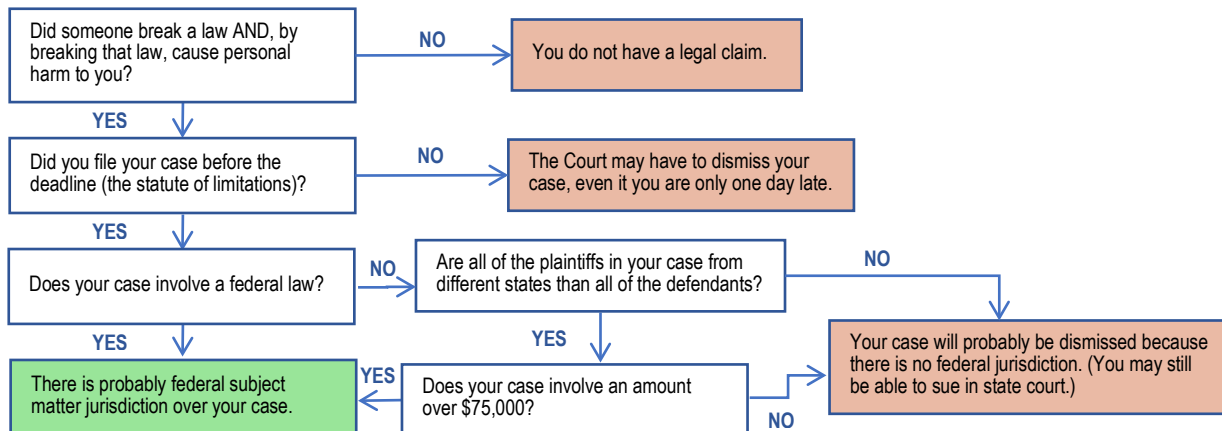 Did someone break a law AND, by
breaking that law, cause personal
harm to you?
NO
You do not have a legal claim.
YES
Did you file your case before the
deadline (the statute of limitations)?
NO
The Court may have to dismiss your
case, even it you are only one day late.
YES
Does your case involve a federal law?
NO
Are all of the plaintiffs in your case from
different states than all of the defendants?
NO
YES
YES
Your case will probably be dismissed because
there is no federal jurisdiction. (You may still
be able to sue in state court.)
There is probably federal subject
matter jurisdiction over your case.
YES
Does your case involve an amount
over $75,000?
NO